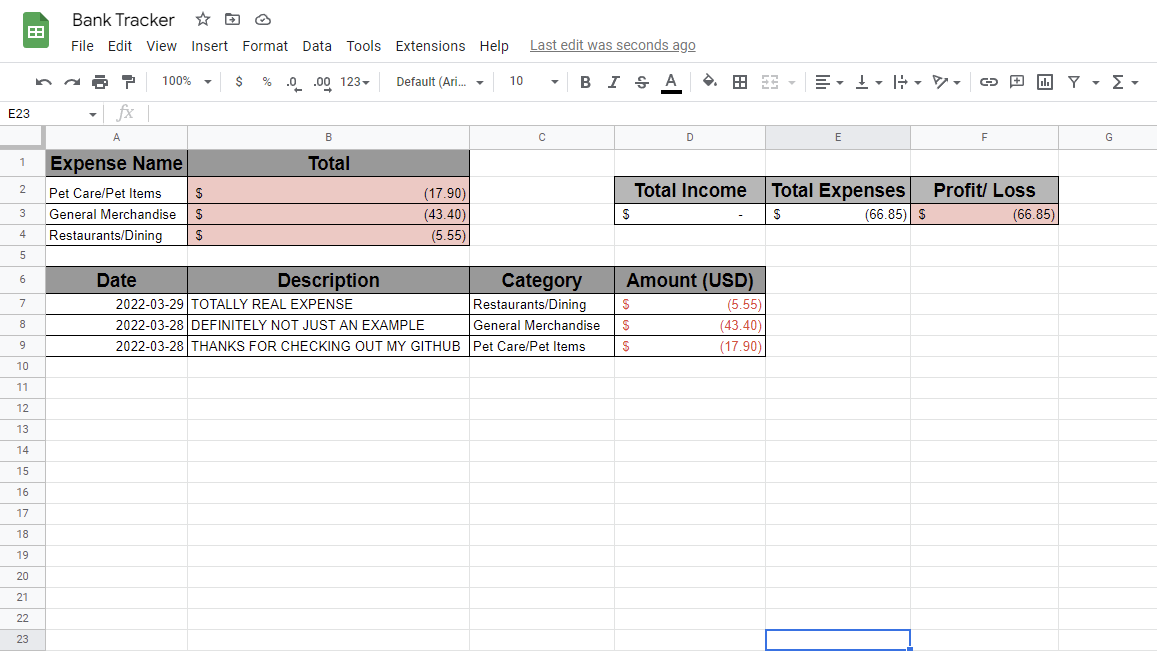 Bank Tracker
File Edit View Insert Format Data Tools Extensions Help Last edit was seconds ago
100% $ % .0 .00 123 Default (Ari... 10 B I S A
E23 fx
A B C D E F G
1 Expense Name Total
2 Pet Care/Pet Items $ (17.90) Total Income Total Expenses Profit/ Loss
3 General Merchandise $ (43.40) $ - $ (66.85) $ (66.85)
4 Restaurants/Dining $ (5.55)
5
6 Date Description Category Amount (USD)
7 2022-03-29 TOTALLY REAL EXPENSE Restaurants/Dining $ (5.55)
8 2022-03-28 DEFINITELY NOT JUST AN EXAMPLE General Merchandise $ (43.40)
9 2022-03-28 THANKS FOR CHECKING OUT MY GITHUB Pet Care/Pet Items $ (17.90)
10
11
12
13
14
15
16
17
18
19
20
21
22
23